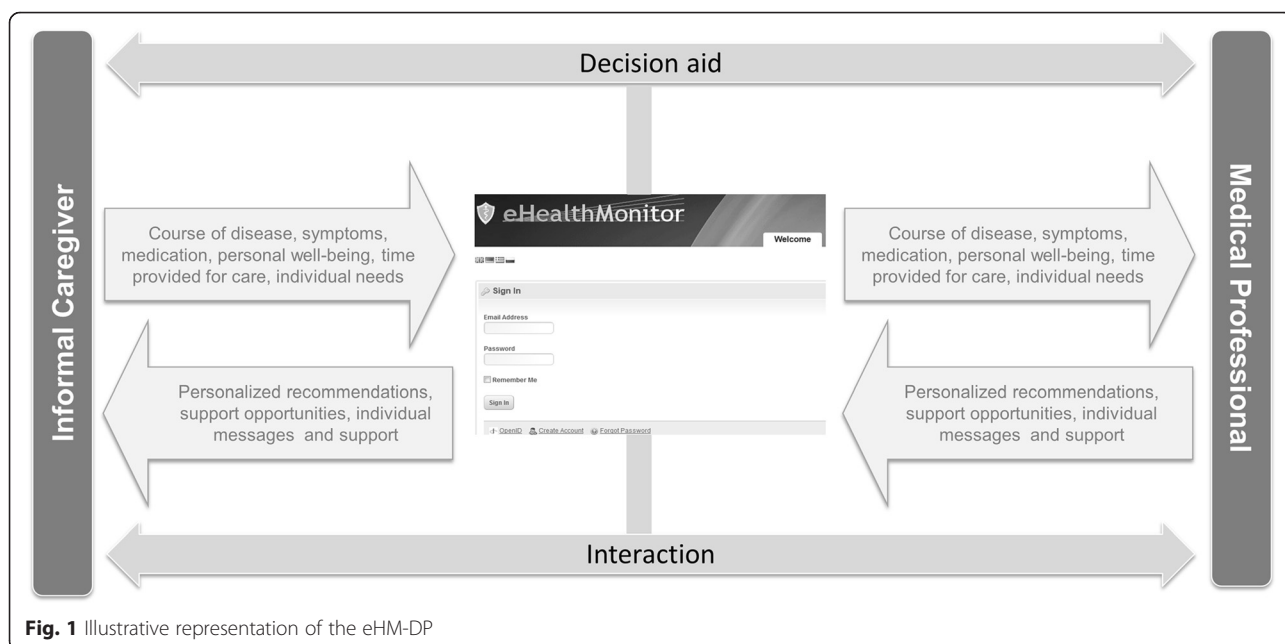 Decision aid
Informal Caregiver
Medical Professional
eHealthMonitor
Welcome
Course of disease, symptoms,
medication, personal well-being, time
provided for care, individual needs
Sign In
Email Address
Password
Remember Me
Sign In
OpenID Create Account Forgot Password
Course of disease, symptoms,
medication, personal well-being, time
provided for care, individual needs
Personalized recommendations,
support opportunities, individual
messages and support
Personalized recommendations,
support opportunities, individual
messages and support
Interaction
Fig. 1 Illustrative representation of the eHM-DP